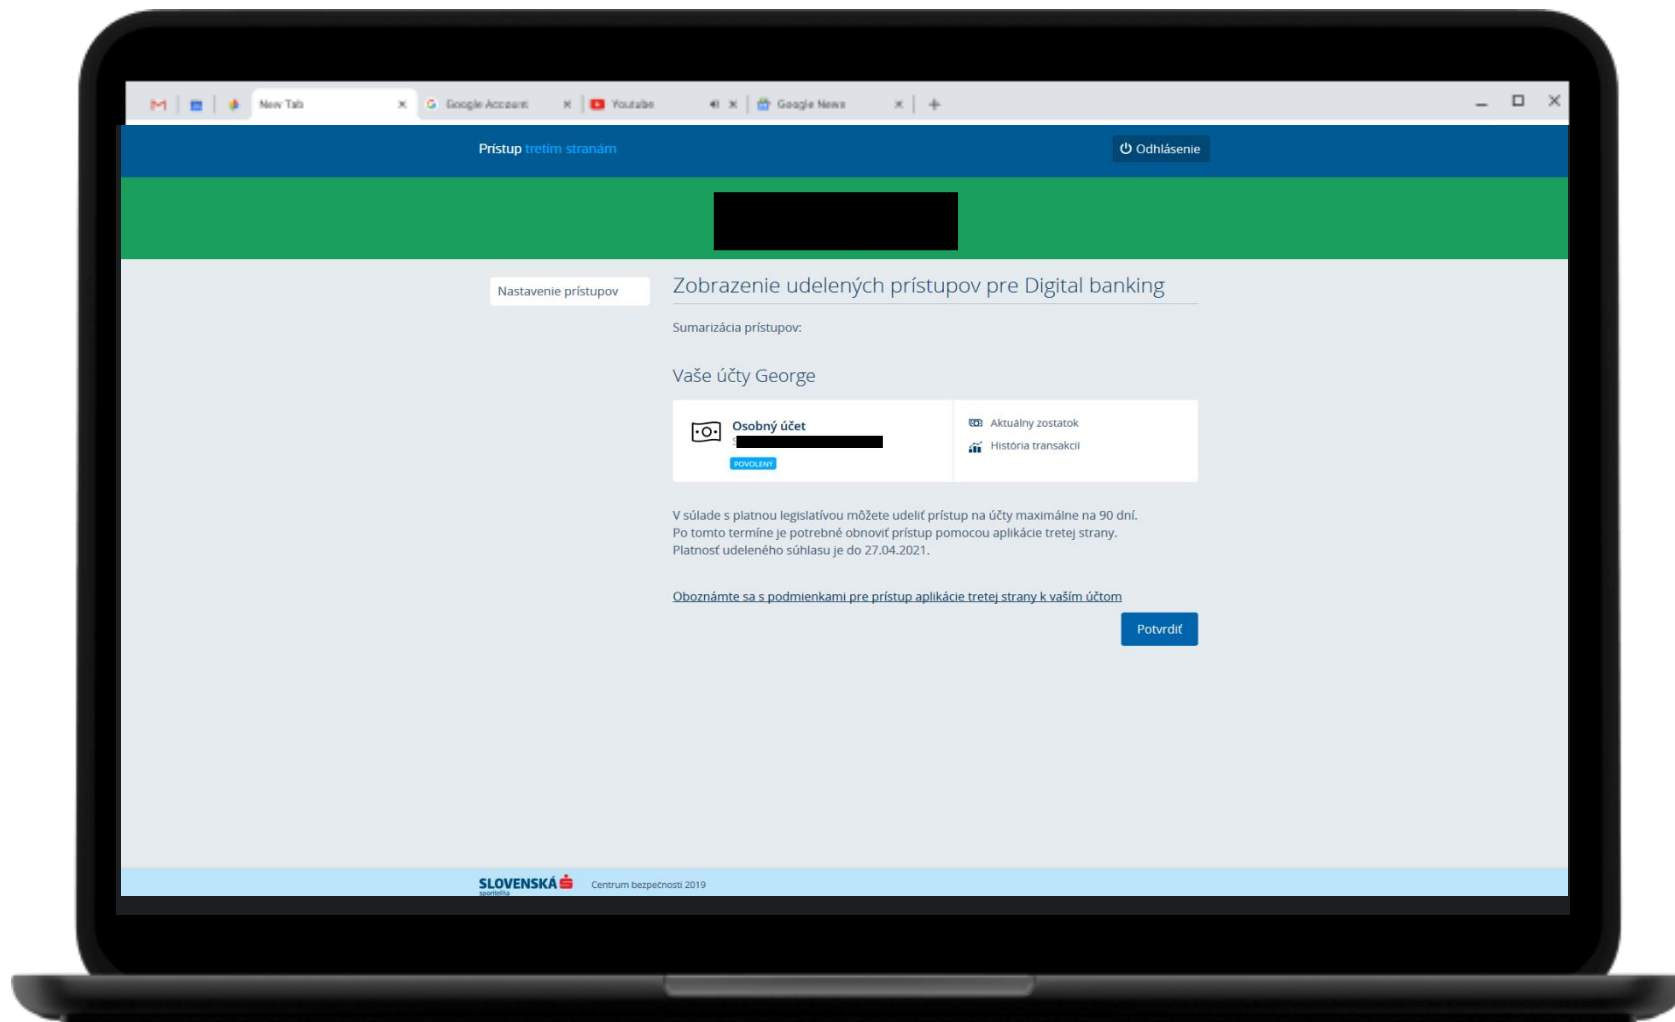 New Tab
Google Account
Youtube
Google News
Prístup tretím stranám
Odhlásenie
Nastavenie prístupov
Zobrazenie udelených prístupov pre Digital banking
Sumarizácia prístupov:
Vaše účty George
Osobný účet
S
POVOLENÝ
Aktuálny zostatok
História transakcií
V súlade s platnou legislatívou môžete udeliť prístup na účty maximálne na 90 dní.
Po tomto termíne je potrebné obnoviť prístup pomocou aplikácie tretej strany.
Platnosť udeleného súhlasu je do 27.04.2021.
Oboznámte sa s podmienkami pre prístup aplikácie tretej strany k vaším účtom
Potvrdiť
SLOVENSKÁ
sporiteľňa
Centrum bezpečnosti 2019